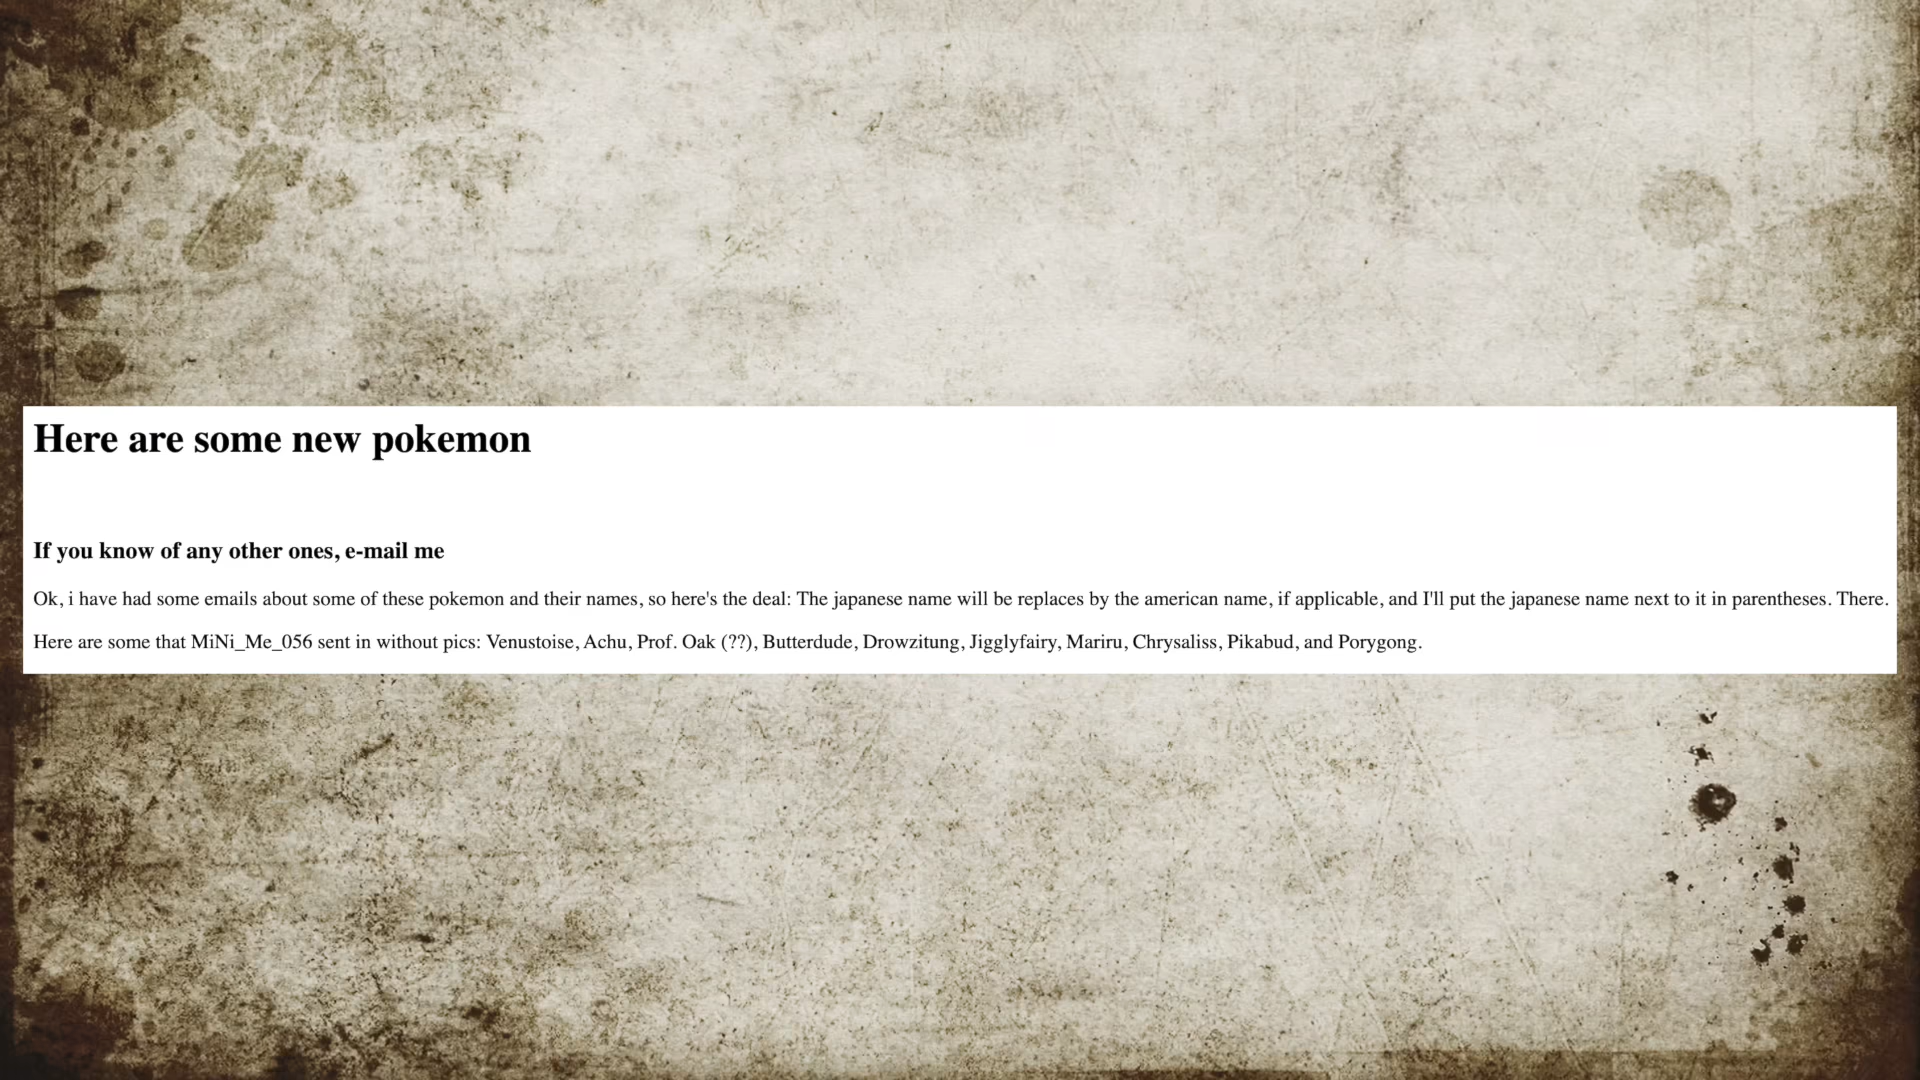 Here are some new pokemon
If you know of any other ones, e-mail me
Ok, i have had some emails about some of these pokemon and their names, so here's the deal: The japanese name will be replaces by the american name, if applicable, and I'll put the japanese name next to it in parentheses. There.
Here are some that MiNi_Me_056 sent in without pics: Venustoise, Achu, Prof. Oak (??), Butterdude, Drowzitung, Jigglyfairy, Mariru, Chrysaliss, Pikabud, and Porygong.